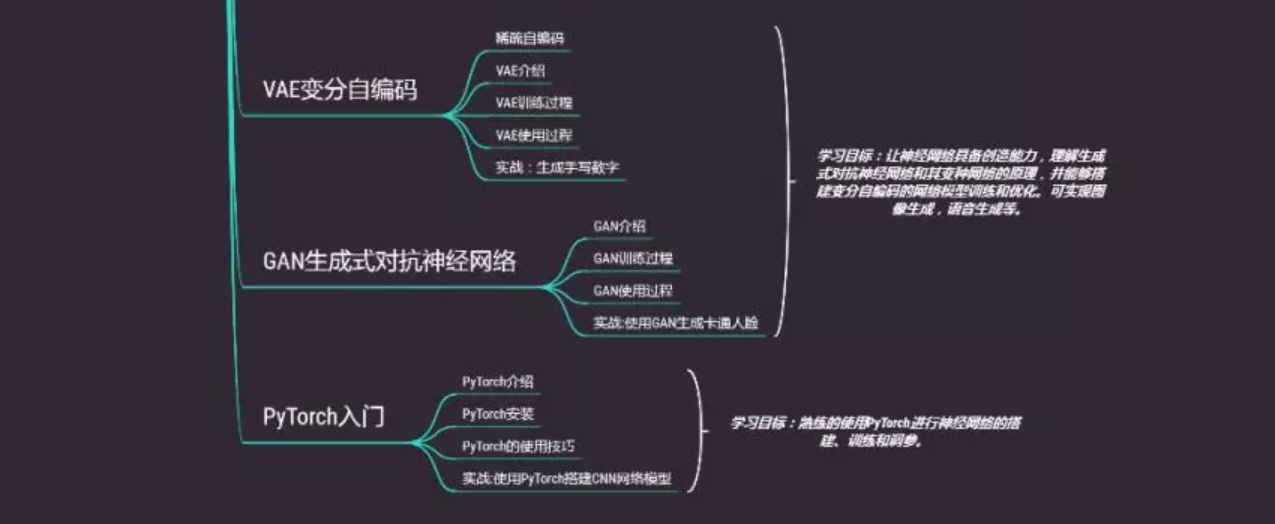 VAE变分自编码
稀疏自编码
VAE介绍
VAE训练过程
VAE使用过程
实战：生成手写数字
GAN生成式对抗神经网络
GAN介绍
GAN训练过程
GAN使用过程
实战:使用GAN生成卡通人脸
学习目标：让神经网络具备创造能力，理解生成
式对抗神经网络和其变种网络的原理，并能够搭
建变分自编码的网络模型训练和优化。可实现图
像生成，语音生成等。
PyTorch入门
PyTorch介绍
PyTorch安装
PyTorch的使用技巧
实战:使用PyTorch搭建CNN网络模型
学习目标：熟练的使用PyTorch进行神经网络的搭
建、训练和调参。